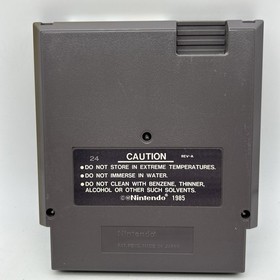 24 CAUTION REV-A
• DO NOT STORE IN EXTREME TEMPERATURES.
• DO NOT IMMERSE IN WATER.
• DO NOT CLEAN WITH BENZENE, THINNER,
ALCOHOL OR OTHER SUCH SOLVENTS.
©®Nintendo® 1985
Nintendo